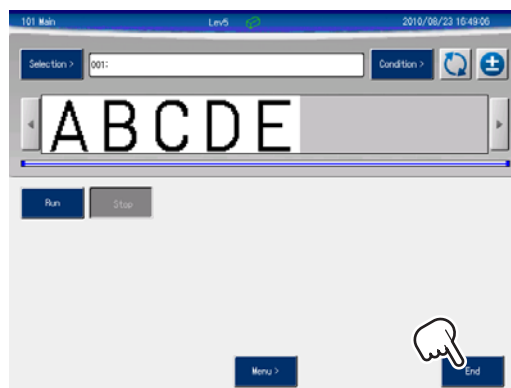 101 Main Lev5 2010/08/23 16:49:06
Selection > 001: Condition >
ABCDE
Run Stop
Menu > End